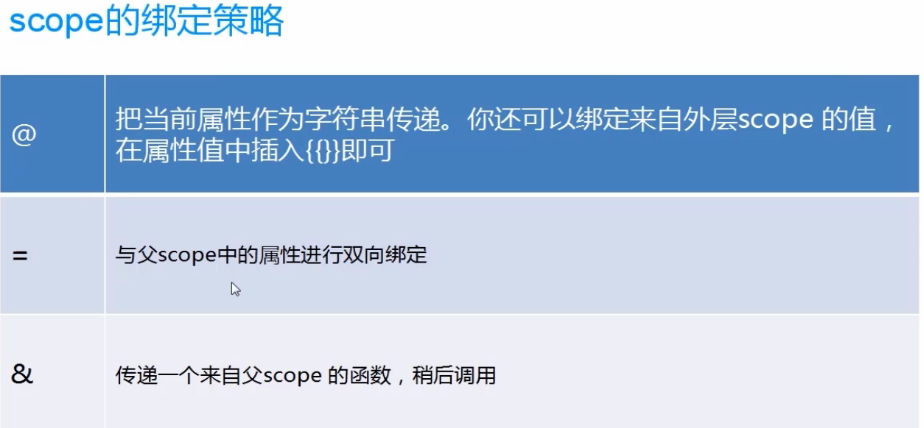 scope的绑定策略
@
把当前属性作为字符串传递。你还可以绑定来自外层scope 的值，
在属性值中插入{{}}即可
=
与父scope中的属性进行双向绑定
&
传递一个来自父scope 的函数，稍后调用